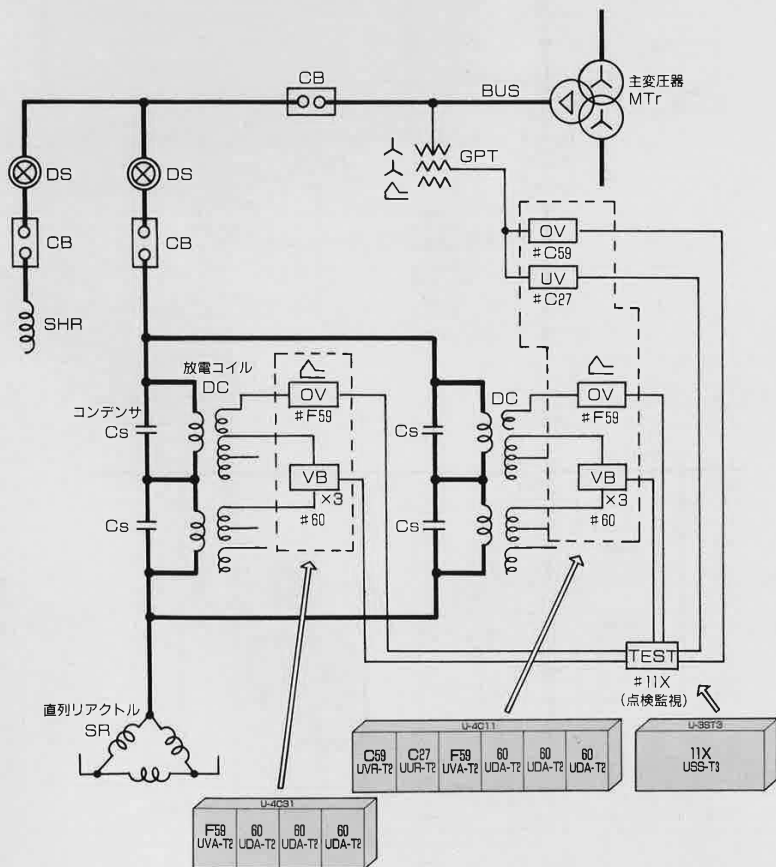 CB
BUS
主変圧器
MTr
GPT
DS
DS
CB
CB
OV
#C59
UV
#C27
SHR
放電コイル
DC
OV
#F59
DC
OV
#F59
コンデンサ
Cs
Cs
VB
×3
#60
VB
×3
#60
Cs
Cs
TEST
#11X
(点検監視)
直列リアクトル
SR
U-4C11
C59 C27 F59 60 60 60
UVR-T2 UUR-T2 UVA-T2 UDA-T2 UDA-T2 UDA-T2
U-3ST3
11X
USS-T3
U-4C31
F59 60 60 60
UVA-T2 UDA-T2 UDA-T2 UDA-T2